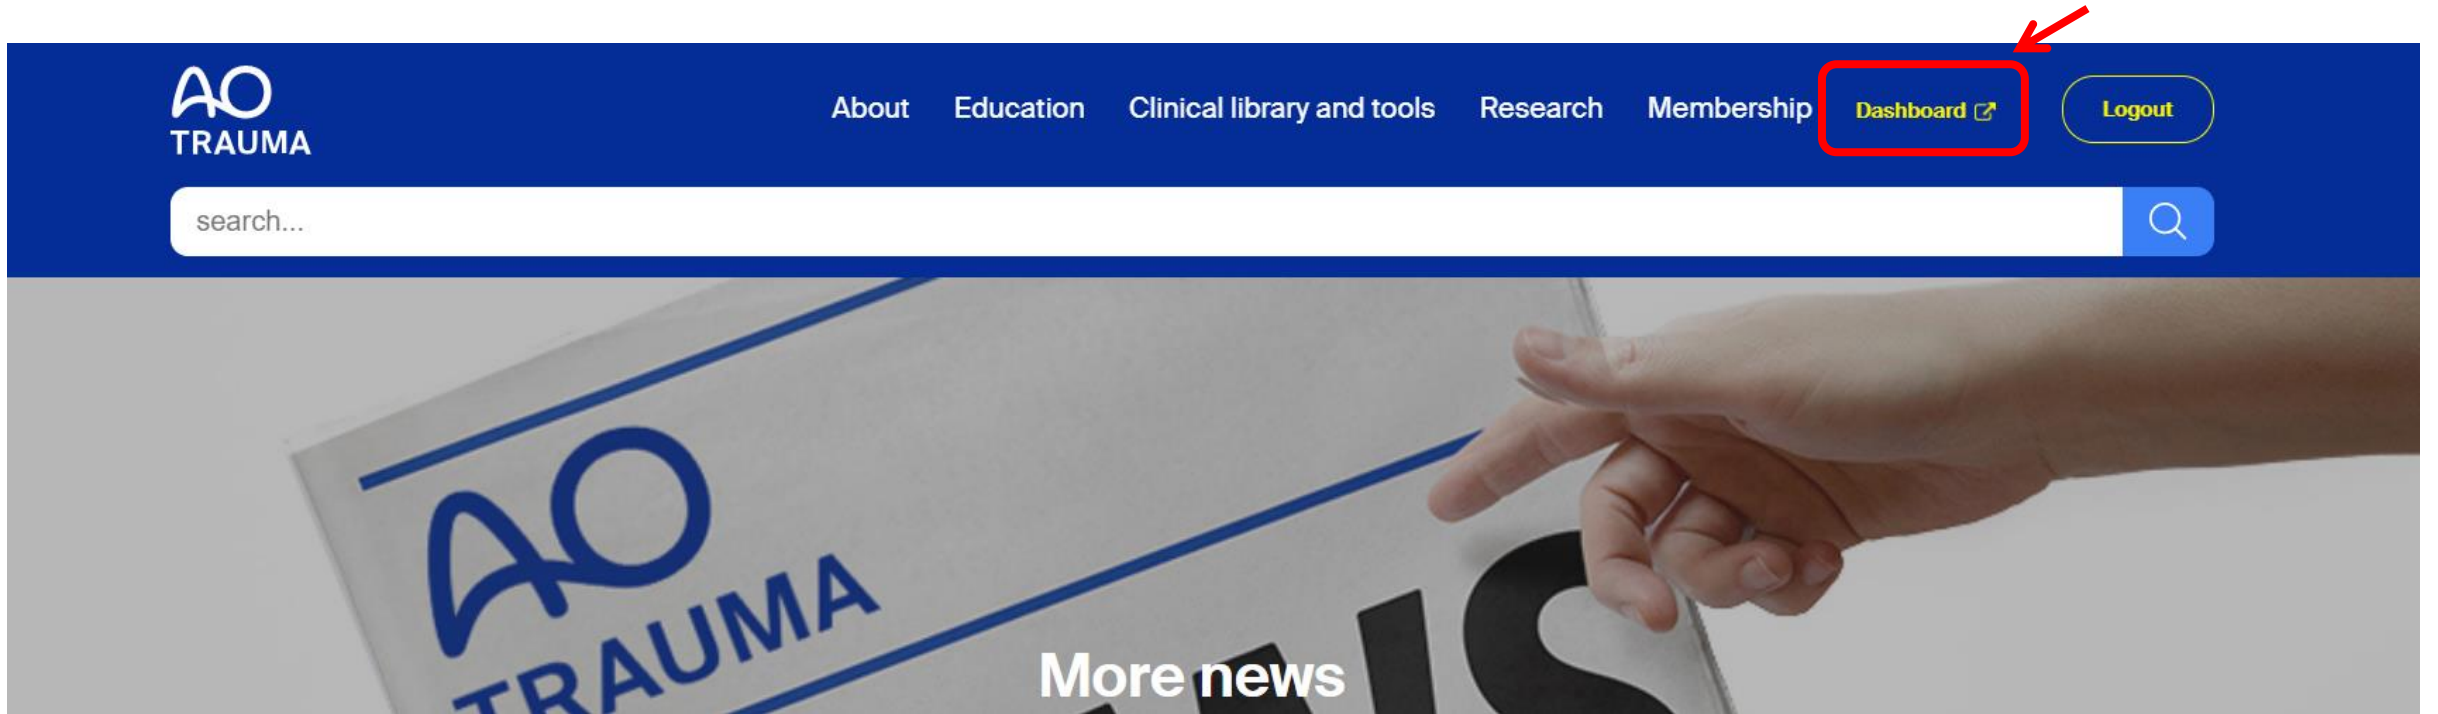 AO
TRAUMA
About Education Clinical library and tools Research Membership Dashboard Logout
search...
AO
TRAUMA
More news